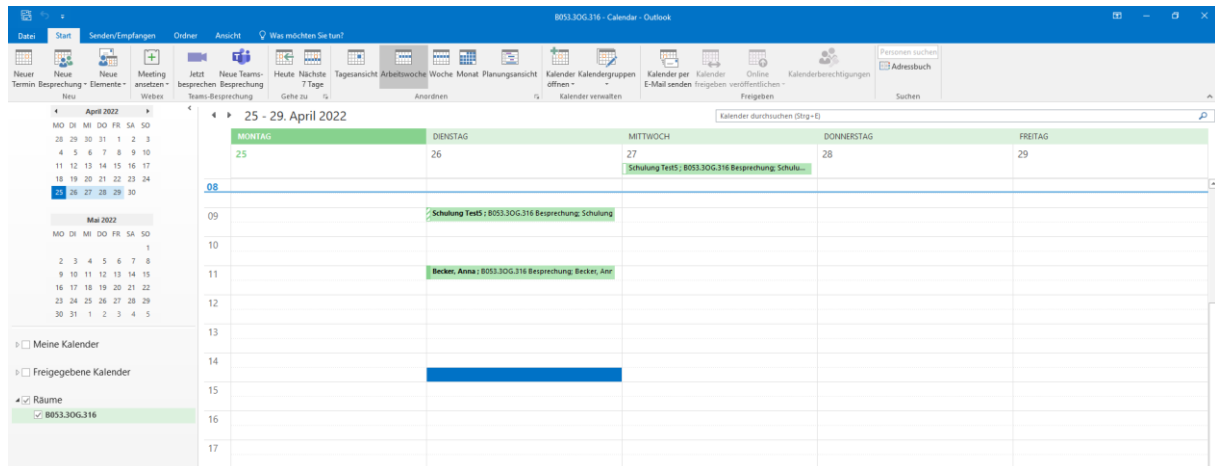 B053.3OG.316 - Calendar - Outlook
Datei Start Senden/Empfangen Ordner Ansicht Was möchten Sie tun?
Neuer Termin
Neue Besprechung
Neue Elemente
Meeting ansetzen
Jetzt besprechen
Neue Teams-Besprechung
Heute
Nächste 7 Tage
Tagesansicht
Arbeitswoche
Woche
Monat
Planungsansicht
Kalender öffnen
Kalendergruppen
Kalender per E-Mail senden
Kalender freigeben
Online veröffentlichen
Kalenderberechtigungen
Personen suchen
Adressbuch
Neu Webex Teams-Besprechung Gehe zu Anordnen Kalender verwalten Freigeben Suchen
April 2022
MO DI MI DO FR SA SO
28 29 30 31 1 2 3
4 5 6 7 8 9 10
11 12 13 14 15 16 17
18 19 20 21 22 23 24
25 26 27 28 29 30
Mai 2022
MO DI MI DO FR SA SO
1
2 3 4 5 6 7 8
9 10 11 12 13 14 15
16 17 18 19 20 21 22
23 24 25 26 27 28 29
30 31 1 2 3 4 5
Meine Kalender
Freigegebene Kalender
Räume
B053.3OG.316
25 - 29. April 2022
Kalender durchsuchen (Strg+E)
MONTAG DIENSTAG MITTWOCH DONNERSTAG FREITAG
25 26 27 28 29
Schulung Test5 ; B053.3OG.316 Besprechung; Schulu...
08
09
Schulung Test5 ; B053.3OG.316 Besprechung; Schulung
10
11
Becker, Anna ; B053.3OG.316 Besprechung; Becker, Anr
12
13
14
15
16
17